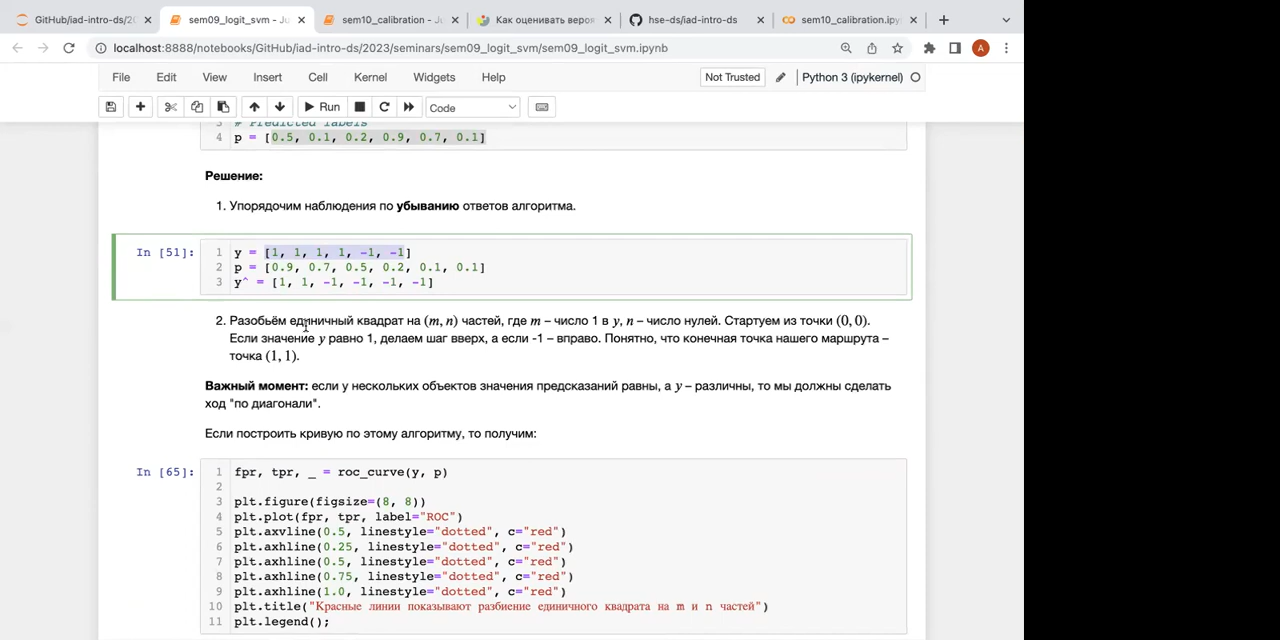 iad-intro-ds/20
sem09_logit_svm - Ju
sem10_calibration - Ju
Как оценивать вероя
hse-ds/iad-intro-ds
sem10_calibration.ipy
localhost:8888/notebooks/GitHub/iad-intro-ds/2023/seminars/sem09_logit_svm/sem09_logit_svm.ipynb
A
File Edit View Insert Cell Kernel Widgets Help
Not Trusted
Python 3 (ipykernel)
Run
Code
3 # Predicted labels
4 p = [0.5, 0.1, 0.2, 0.9, 0.7, 0.1]
Решение:
1. Упорядочим наблюдения по убыванию ответов алгоритма.
In [51]:
1 y = [1, 1, 1, 1, -1, -1]
2 p = [0.9, 0.7, 0.5, 0.2, 0.1, 0.1]
3 y^ = [1, 1, -1, -1, -1, -1]
2. Разобьём единичный квадрат на (m, n) частей, где m – число 1 в y, n – число нулей. Стартуем из точки (0, 0).
Если значение y равно 1, делаем шаг вверх, а если -1 – вправо. Понятно, что конечная точка нашего маршрута –
точка (1, 1).
Важный момент: если у нескольких объектов значения предсказаний равны, а y – различны, то мы должны сделать
ход "по диагонали".
Если построить кривую по этому алгоритму, то получим:
In [65]:
1 fpr, tpr, _ = roc_curve(y, p)
2
3 plt.figure(figsize=(8, 8))
4 plt.plot(fpr, tpr, label="ROC")
5 plt.axvline(0.5, linestyle="dotted", c="red")
6 plt.axhline(0.25, linestyle="dotted", c="red")
7 plt.axhline(0.5, linestyle="dotted", c="red")
8 plt.axhline(0.75, linestyle="dotted", c="red")
9 plt.axhline(1.0, linestyle="dotted", c="red")
10 plt.title("Красные линии показывают разбиение единичного квадрата на m и n частей")
11 plt.legend();